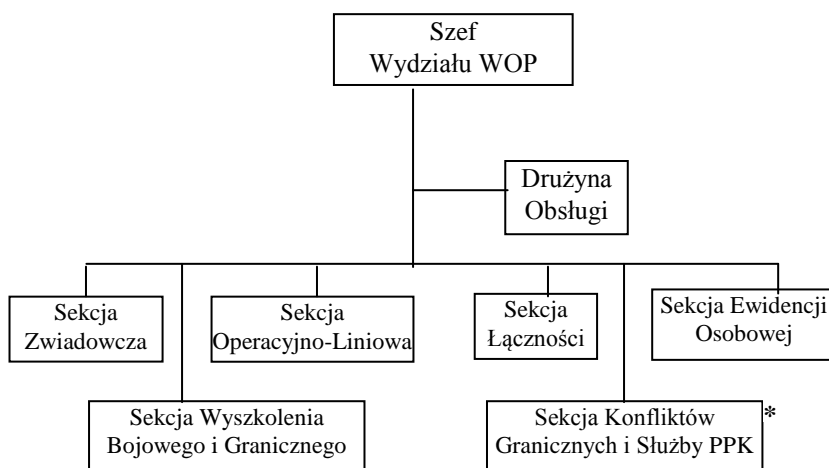 Szef
Wydziału WOP
Drużyna
Obsługi
Sekcja
Zwiadowcza
Sekcja
Operacyjno-Liniowa
Sekcja
Łączności
Sekcja Ewidencji
Osobowej
Sekcja Wyszkolenia
Bojowego i Granicznego
Sekcja Konfliktów
Granicznych i Służby PPK
*